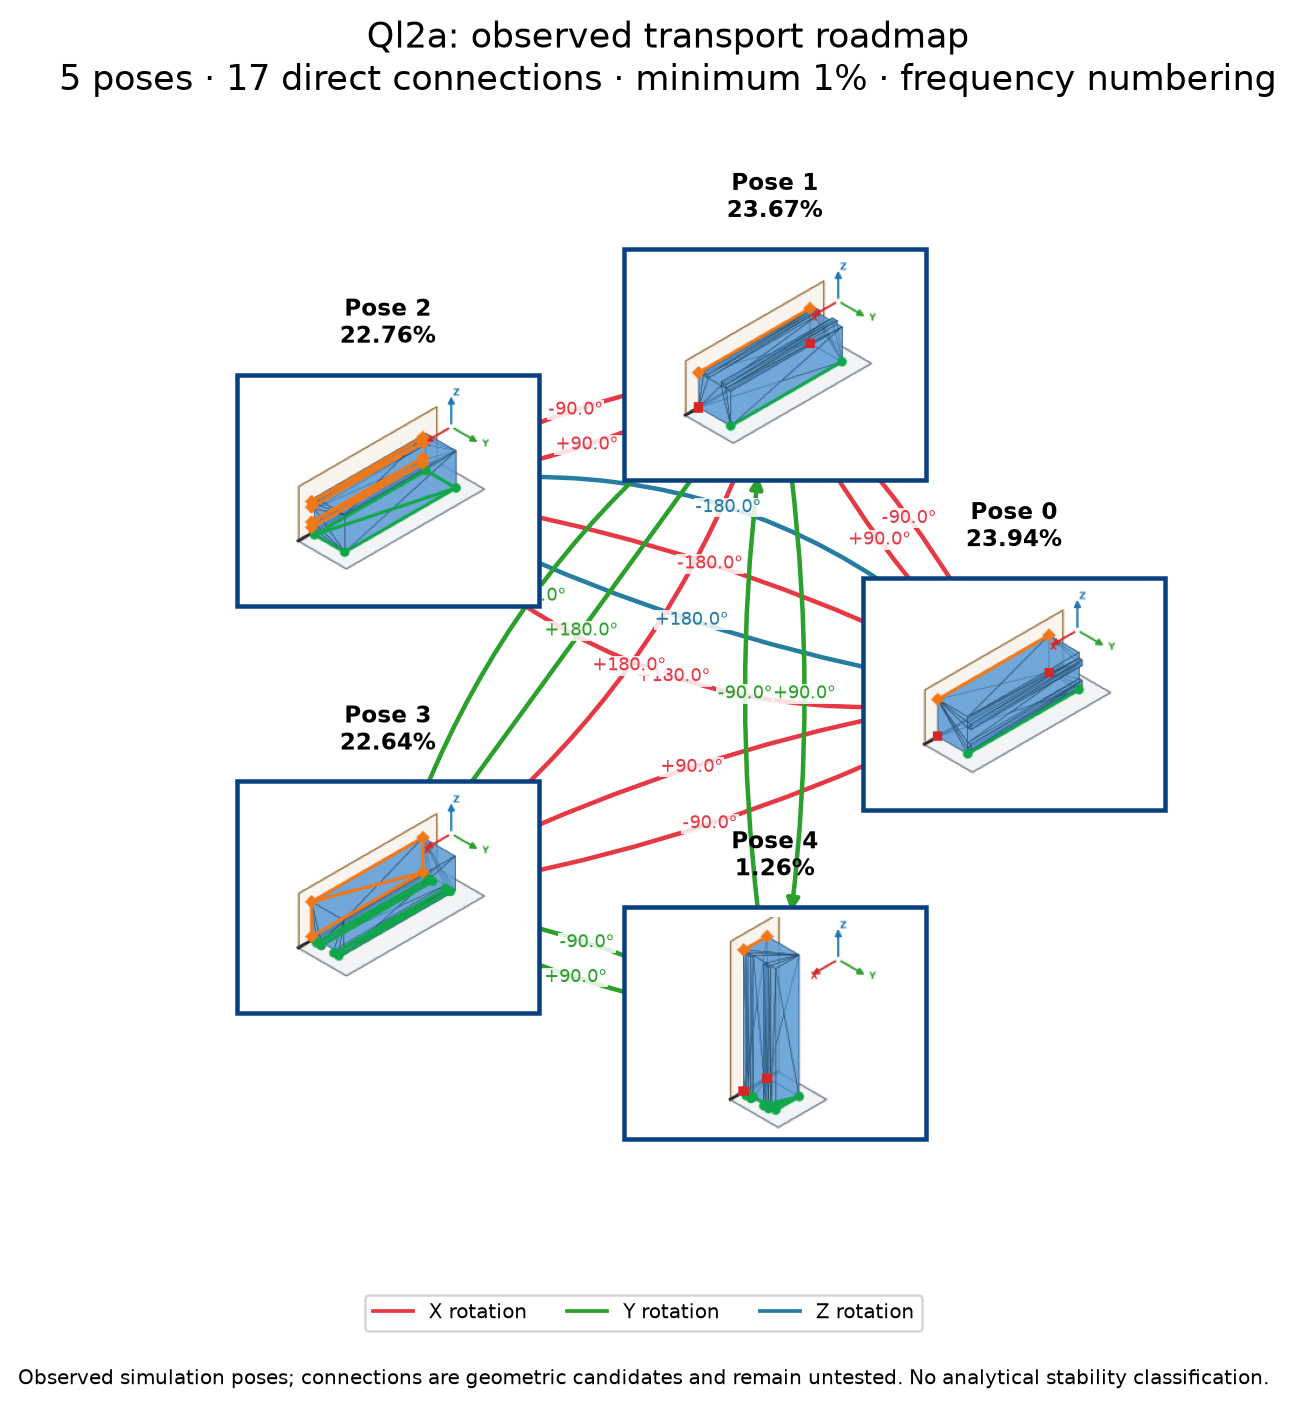 Ql2a: observed transport roadmap
5 poses · 17 direct connections · minimum 1% · frequency numbering
Pose 1
23.67%
Pose 2
22.76%
Z
Y
X
Z
Y
-90.0°
+90.0°
-180.0°
-90.0°
+90.0°
Pose 0
23.94%
-180.0°
.0°
+180.0°
+180.0°
Z
Y
X
+180.0°
Pose 3
22.64%
-90.0°
+90.0°
+90.0°
-90.0°
Z
Y
X
Pose 4
1.26%
-90.0°
+90.0°
Z
Y
X
X rotation
Y rotation
Z rotation
Observed simulation poses; connections are geometric candidates and remain untested. No analytical stability classification.